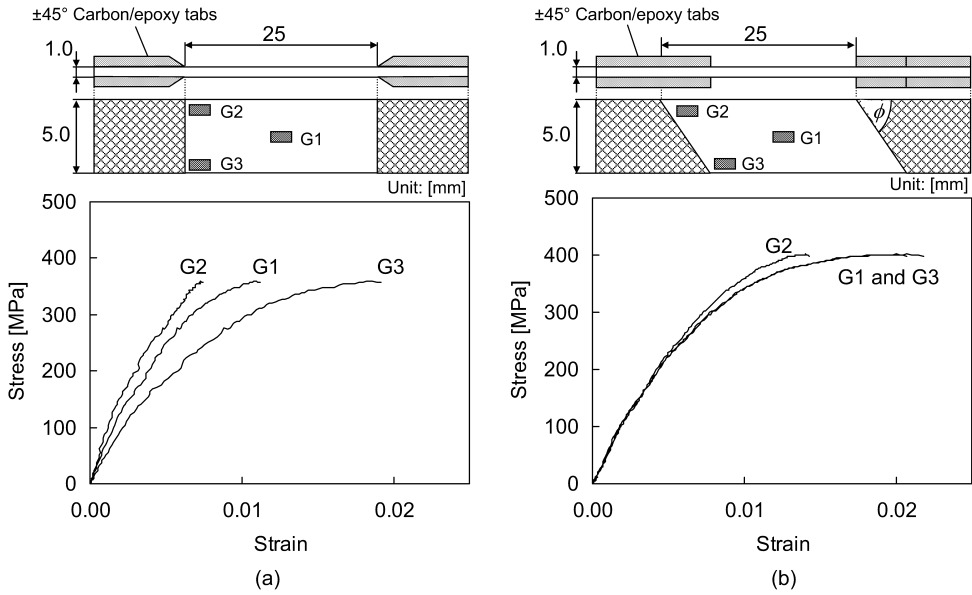 ±45° Carbon/epoxy tabs
1.0
25
5.0
G2
G1
G3
Unit: [mm]
500
400
300
200
100
0
G2
G1
G3
Stress [MPa]
0.00
0.01
0.02
Strain
(a)
±45° Carbon/epoxy tabs
1.0
25
5.0
G2
G1
G3
ϕ
Unit: [mm]
500
400
300
200
100
0
G2
G1 and G3
Stress [MPa]
0.00
0.01
0.02
Strain
(b)